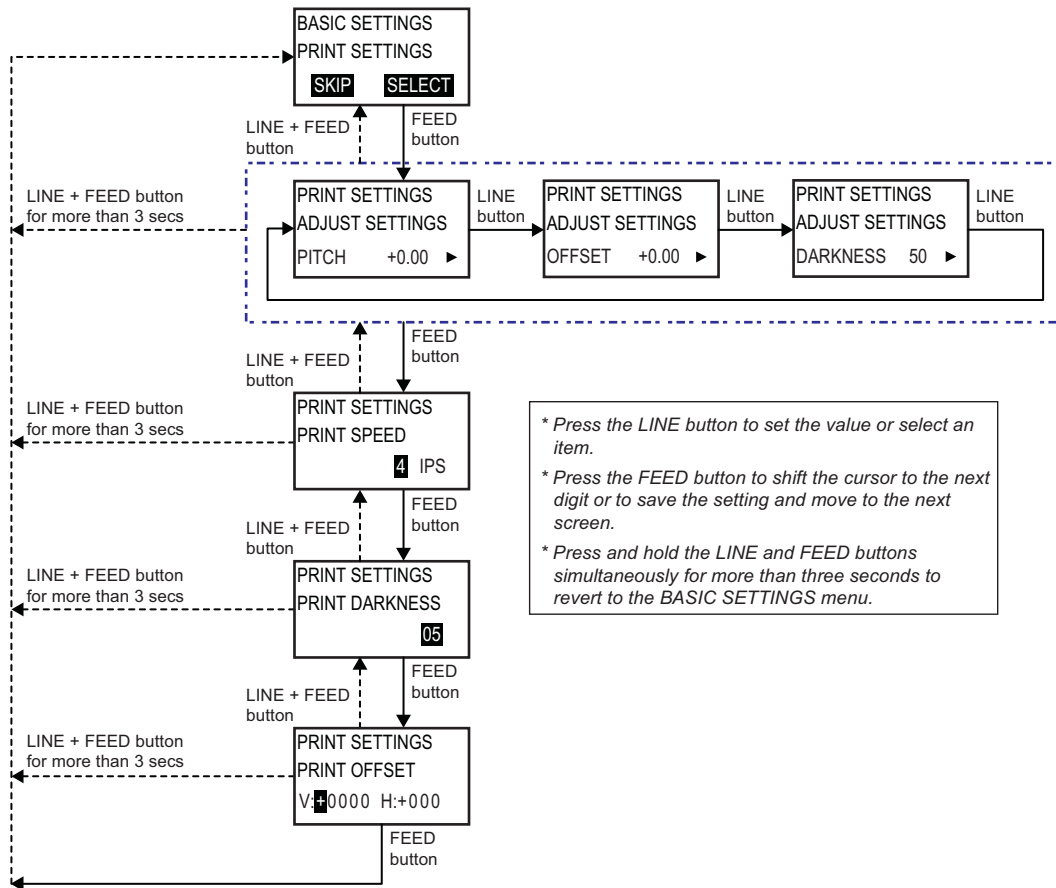 BASIC SETTINGS
PRINT SETTINGS
SKIP SELECT
LINE + FEED
button
FEED
button
LINE + FEED button
for more than 3 secs
PRINT SETTINGS
ADJUST SETTINGS
PITCH +0.00 ►
LINE
button
PRINT SETTINGS
ADJUST SETTINGS
OFFSET +0.00 ►
LINE
button
PRINT SETTINGS
ADJUST SETTINGS
DARKNESS 50 ►
LINE
button
LINE + FEED
button
FEED
button
LINE + FEED button
for more than 3 secs
PRINT SETTINGS
PRINT SPEED
4 IPS
* Press the LINE button to set the value or select an
item.
* Press the FEED button to shift the cursor to the next
digit or to save the setting and move to the next
screen.
* Press and hold the LINE and FEED buttons
simultaneously for more than three seconds to
revert to the BASIC SETTINGS menu.
LINE + FEED
button
FEED
button
LINE + FEED button
for more than 3 secs
PRINT SETTINGS
PRINT DARKNESS
05
LINE + FEED
button
FEED
button
LINE + FEED button
for more than 3 secs
PRINT SETTINGS
PRINT OFFSET
V:+0000 H:+000
FEED
button